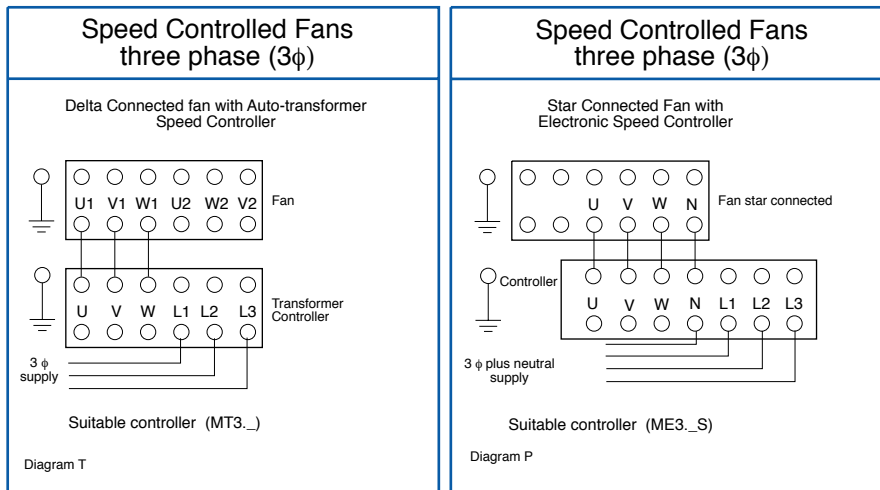 Speed Controlled Fans
three phase (3ϕ)
Delta Connected fan with Auto-transformer
Speed Controller
U1 V1 W1 U2 W2 V2
Fan
U V W L1 L2 L3
Transformer
Controller
3 ϕ
supply
Suitable controller (MT3._)
Diagram T
Speed Controlled Fans
three phase (3ϕ)
Star Connected Fan with
Electronic Speed Controller
U V W N
Fan star connected
Controller
U V W N L1 L2 L3
3 ϕ plus neutral
supply
Suitable controller (ME3._S)
Diagram P